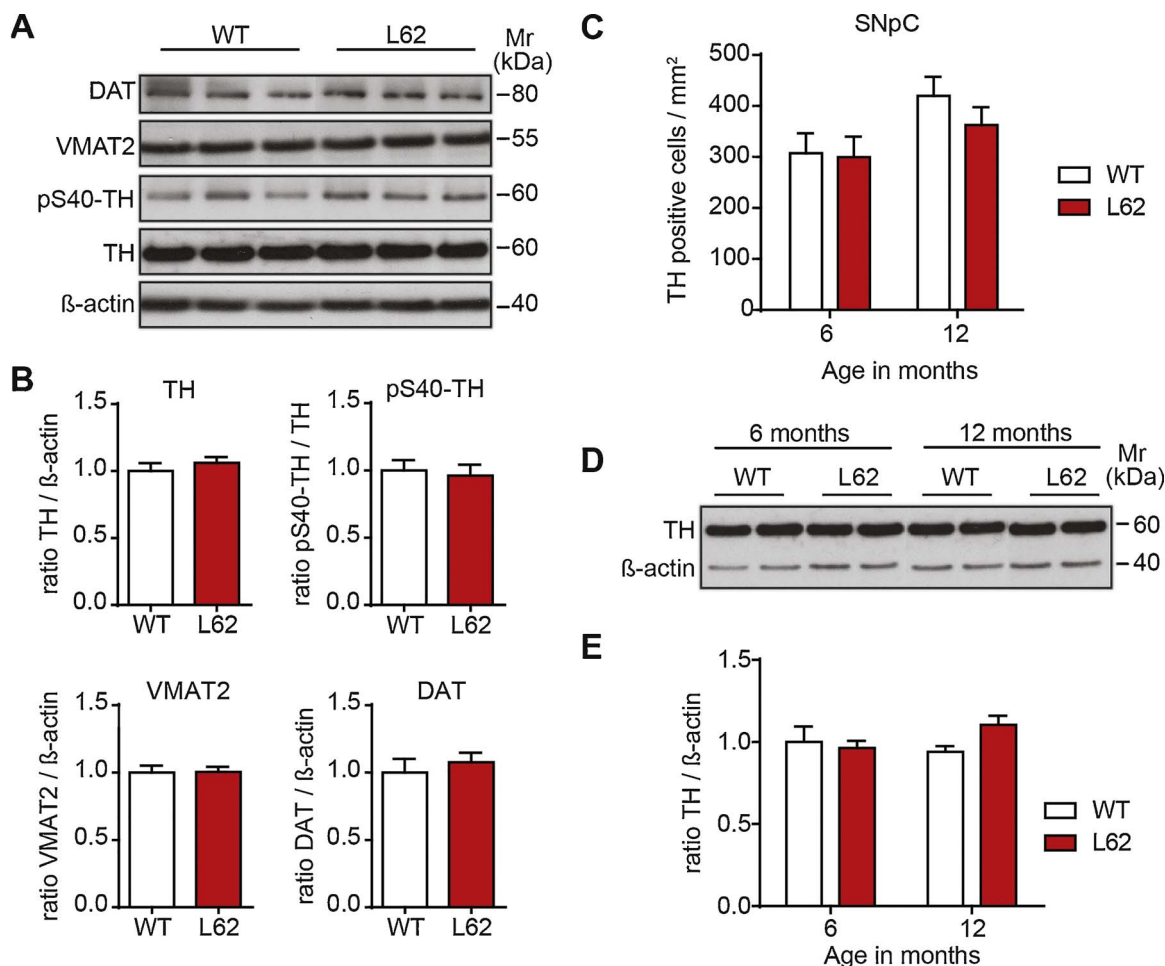 A
WT L62 Mr
(kDa)
DAT –80
VMAT2 –55
pS40-TH –60
TH –60
ß-actin –40
B
TH
ratio TH / ß-actin
1.5
1.0
0.5
0.0
WT L62
pS40-TH
ratio pS40-TH / TH
1.5
1.0
0.5
0.0
WT L62
VMAT2
ratio VMAT2 / ß-actin
1.5
1.0
0.5
0.0
WT L62
DAT
ratio DAT / ß-actin
1.5
1.0
0.5
0.0
WT L62
C
SNpC
TH positive cells / mm²
500
400
300
200
100
0
6 12
Age in months
WT
L62
D
6 months 12 months Mr
WT L62 WT L62 (kDa)
TH –60
ß-actin –40
E
ratio TH / ß-actin
1.5
1.0
0.5
0.0
6 12
Age in months
WT
L62